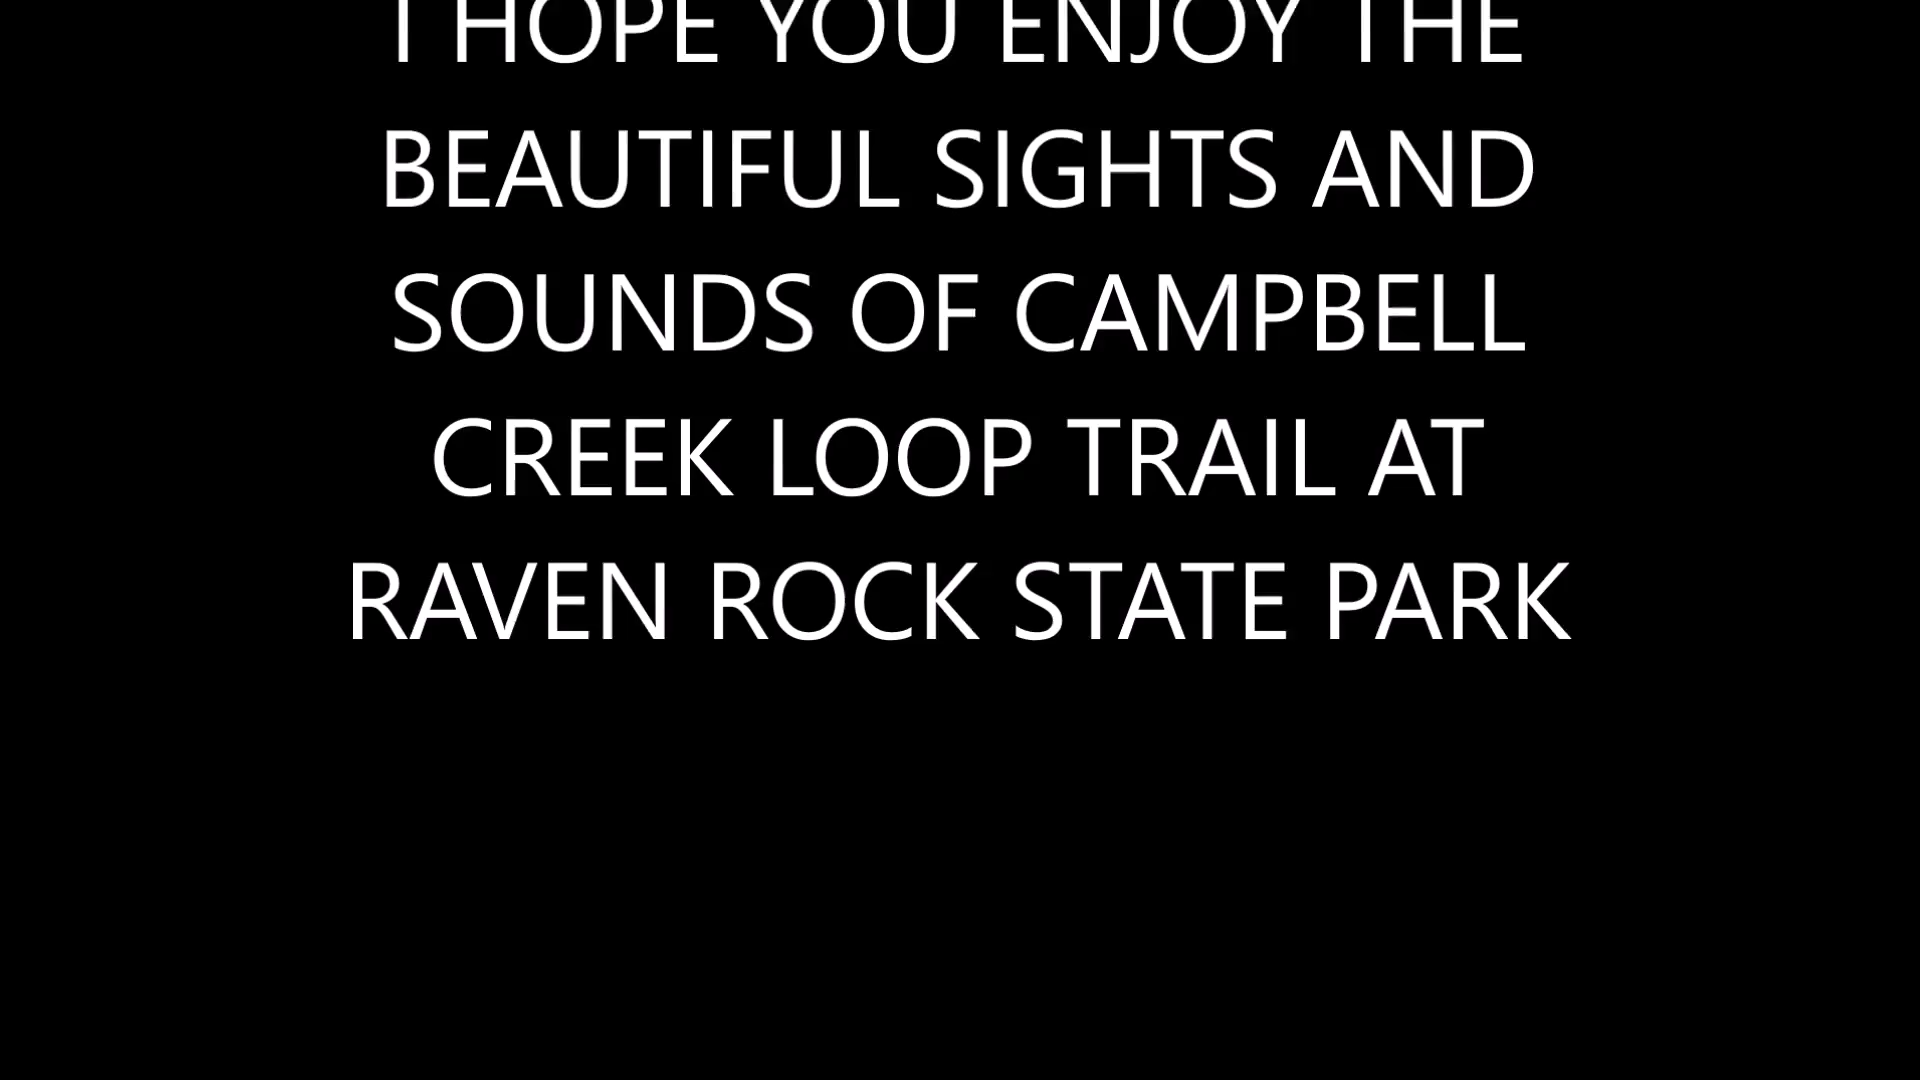 I HOPE YOU ENJOY THE
BEAUTIFUL SIGHTS AND
SOUNDS OF CAMPBELL
CREEK LOOP TRAIL AT
RAVEN ROCK STATE PARK